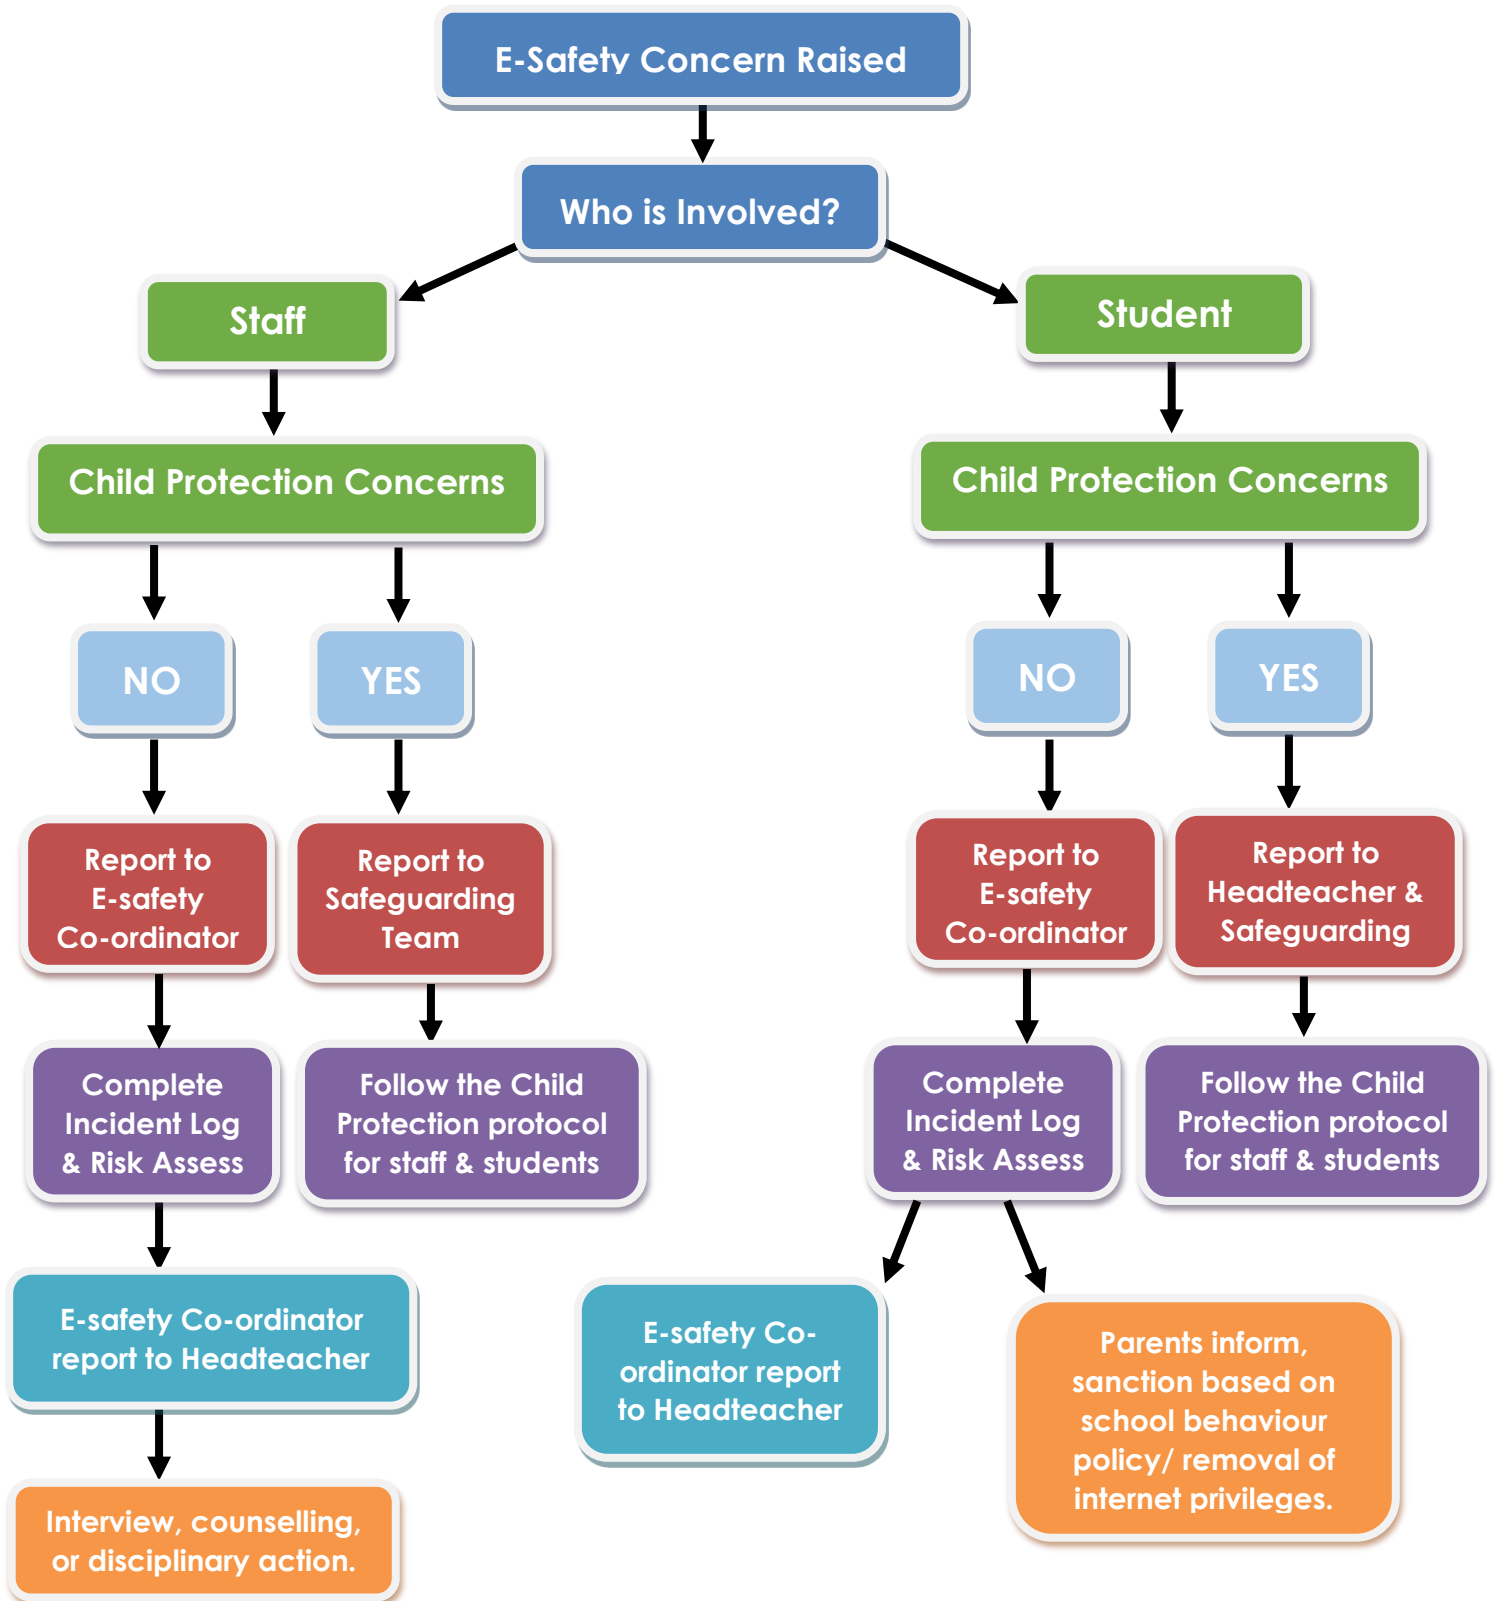 E-Safety Concern Raised
Who is Involved?
Staff
Student
Child Protection Concerns
Child Protection Concerns
NO
YES
NO
YES
Report to
E-safety
Co-ordinator
Report to
Safeguarding
Team
Report to
E-safety
Co-ordinator
Report to
Headteacher &
Safeguarding
Complete
Incident Log
& Risk Assess
Follow the Child
Protection protocol
for staff & students
Complete
Incident Log
& Risk Assess
Follow the Child
Protection protocol
for staff & students
E-safety Co-ordinator
report to Headteacher
E-safety Co-
ordinator report
to Headteacher
Parents inform,
sanction based on
school behaviour
policy/ removal of
internet privileges.
Interview, counselling,
or disciplinary action.